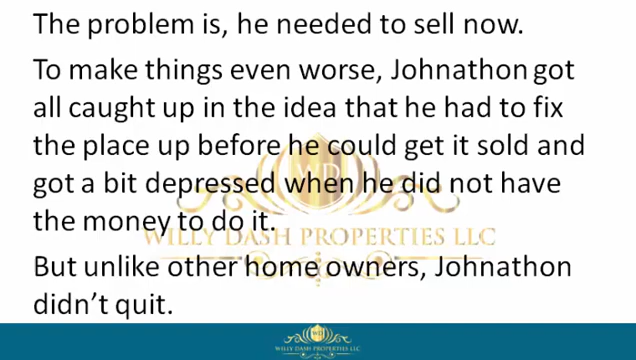 The problem is, he needed to sell now.
To make things even worse, Johnathon got
all caught up in the idea that he had to fix
the place up before he could get it sold and
got a bit depressed when he did not have
the money to do it.
WILLY DASH PROPERTIES LLC
But unlike other home owners, Johnathon
didn't quit.
WILLY DASH PROPERTIES LLC